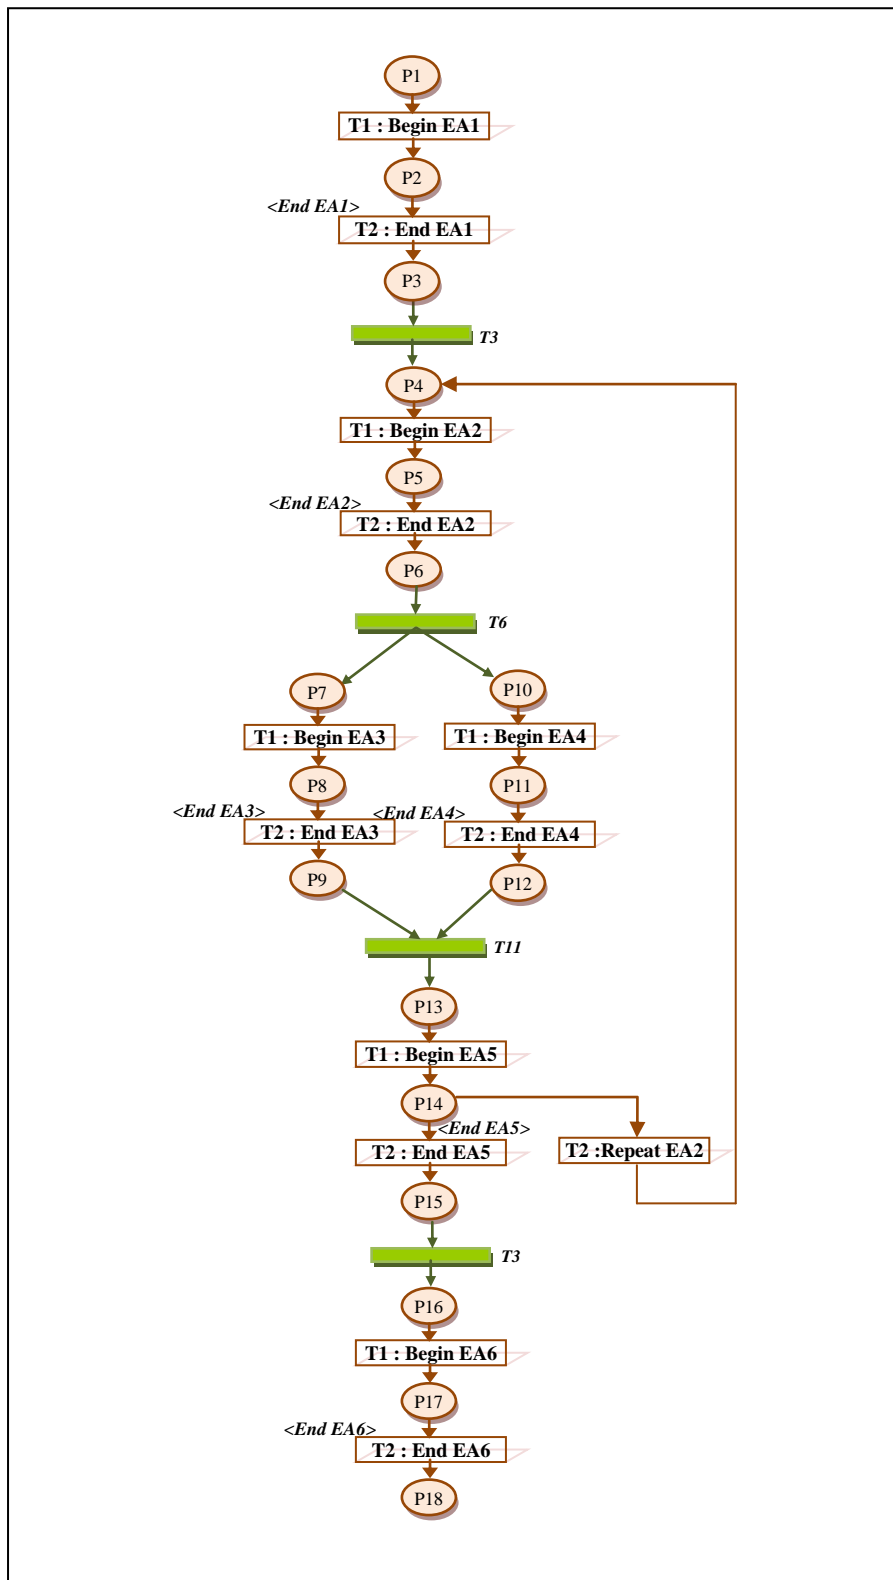 P1
T1 : Begin EA1
P2
<End EA1>
T2 : End EA1
P3
T3
P4
T1 : Begin EA2
P5
<End EA2>
T2 : End EA2
P6
T6
P7
P10
T1 : Begin EA3
T1 : Begin EA4
P8
P11
<End EA3>
<End EA4>
T2 : End EA3
T2 : End EA4
P9
P12
T11
P13
T1 : Begin EA5
P14
<End EA5>
T2 : End EA5
T2 :Repeat EA2
P15
T3
P16
T1 : Begin EA6
P17
<End EA6>
T2 : End EA6
P18